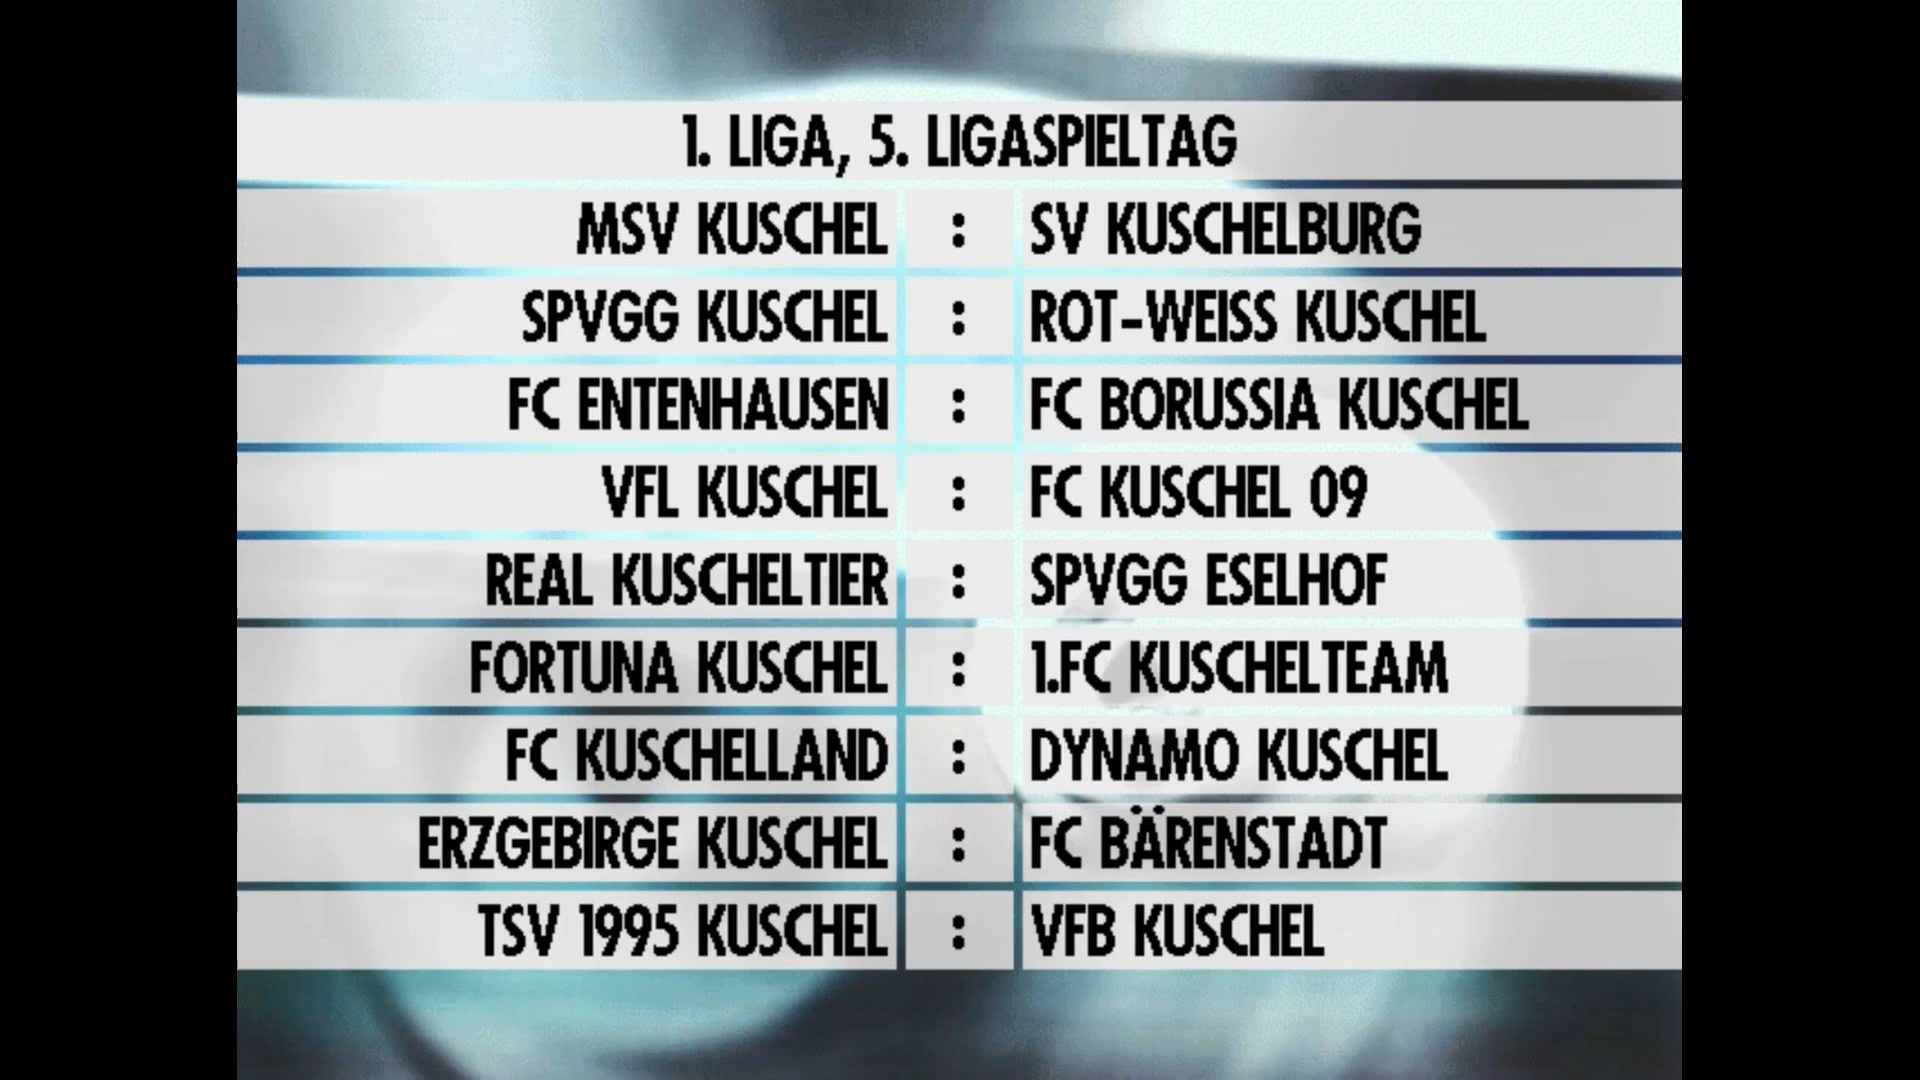 1. LIGA, 5. LIGASPIELTAG
MSV KUSCHEL : SV KUSCHELBURG
SPVGG KUSCHEL : ROT-WEISS KUSCHEL
FC ENTENHAUSEN : FC BORUSSIA KUSCHEL
VFL KUSCHEL : FC KUSCHEL 09
REAL KUSCHELTIER : SPVGG ESELHOF
FORTUNA KUSCHEL : 1.FC KUSCHELTEAM
FC KUSCHELLAND : DYNAMO KUSCHEL
ERZGEBIRGE KUSCHEL : FC BÄRENSTADT
TSV 1995 KUSCHEL : VFB KUSCHEL